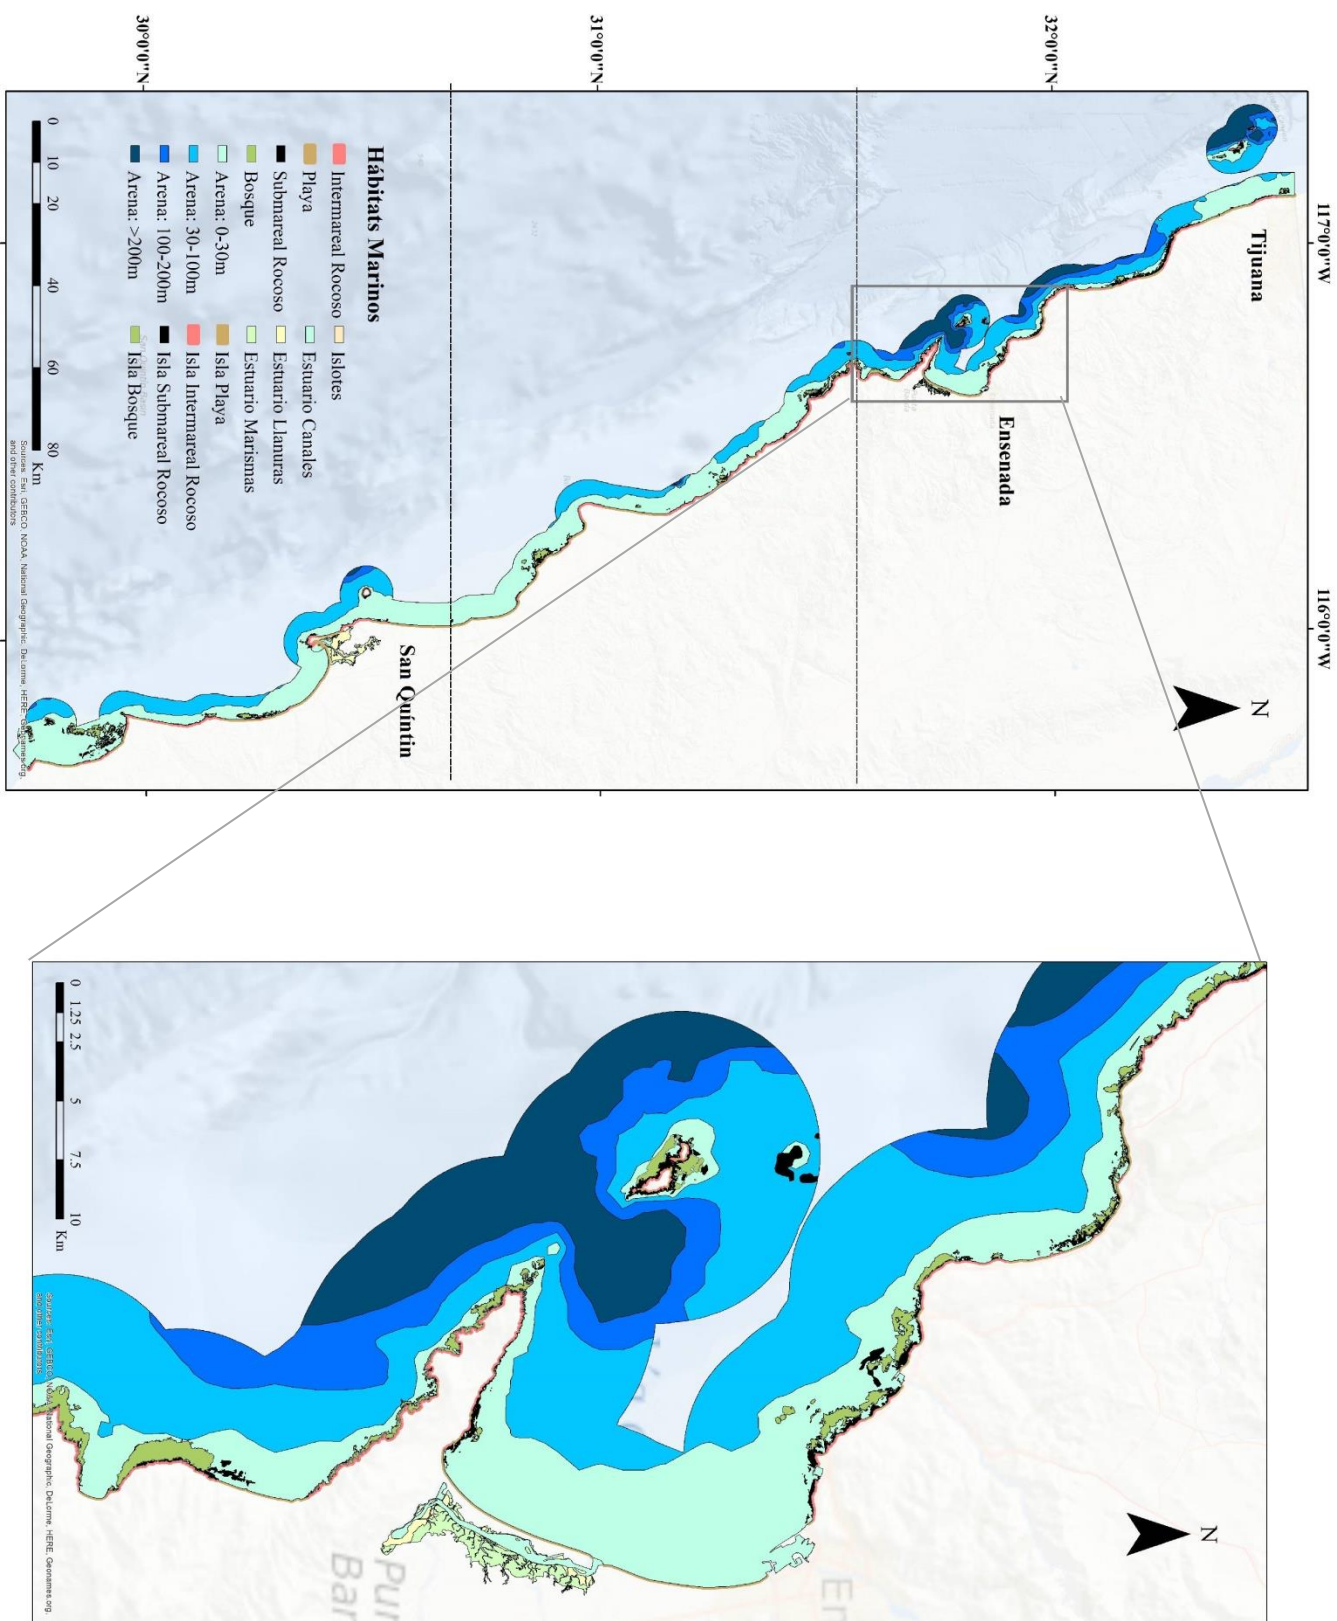 30°0'0"N
31°0'0"N
32°0'0"N
117°0'0"W
116°0'0"W
Tijuana
Ensenada
San Quíntin
N
Hábitats Marinos
Intermareal Rocoso
Playa
Submareal Rocoso
Bosque
Arena: 0-30m
Arena: 30-100m
Arena: 100-200m
Arena: >200m
Islotes
Estuario Canales
Estuario Llanuras
Estuario Marismas
Isla Playa
Isla Intermareal Rocoso
Isla Submareal Rocoso
Isla Bosque
0 10 20 40 60 80
Km
Sources: Esri, GEBCO, NOAA, National Geographic, DeLorme, HERE, Geonames.org,
and other contributors
N
0 1.25 2.5 5 7.5 10
Km
Sources: Esri, GEBCO, NOAA, National Geographic, DeLorme, HERE, Geonames.org,
and other contributors
En
Pun
Ban